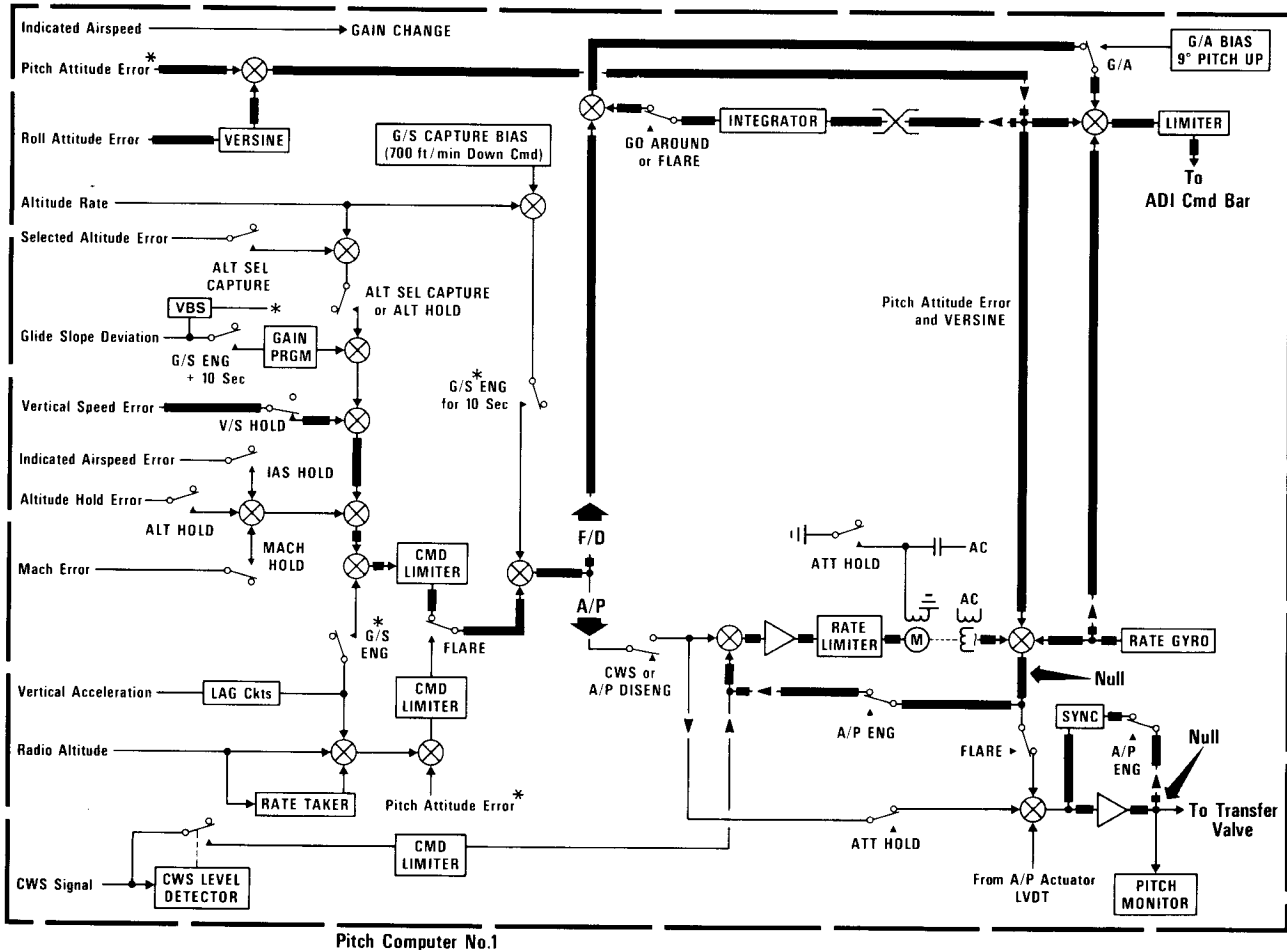 Indicated Airspeed
GAIN CHANGE
G/A BIAS
9° PITCH UP
Pitch Attitude Error*
G/A
Roll Attitude Error
VERSINE
G/S CAPTURE BIAS
(700 ft/min Down Cmd)
INTEGRATOR
GO AROUND
or FLARE
LIMITER
To
ADI Cmd Bar
Altitude Rate
Selected Altitude Error
ALT SEL
CAPTURE
ALT SEL CAPTURE
or ALT HOLD
Pitch Attitude Error
and VERSINE
VBS
*
Glide Slope Deviation
GAIN
PRGM
G/S ENG
+ 10 Sec
G/S* ENG
for 10 Sec
Vertical Speed Error
V/S HOLD
Indicated Airspeed Error
IAS HOLD
Altitude Hold Error
ALT HOLD
MACH
HOLD
Mach Error
CMD
LIMITER
F/D
A/P
ATT HOLD
AC
AC
*G/S
ENG
FLARE
RATE
LIMITER
M
RATE GYRO
CWS or
A/P DISENG
Null
Vertical Acceleration
LAG Ckts
CMD
LIMITER
A/P ENG
SYNC
A/P
ENG
Null
FLARE
Radio Altitude
RATE TAKER
Pitch Attitude Error*
To Transfer
Valve
ATT HOLD
CMD
LIMITER
CWS Signal
CWS LEVEL
DETECTOR
From A/P Actuator
LVDT
PITCH
MONITOR
Pitch Computer No.1